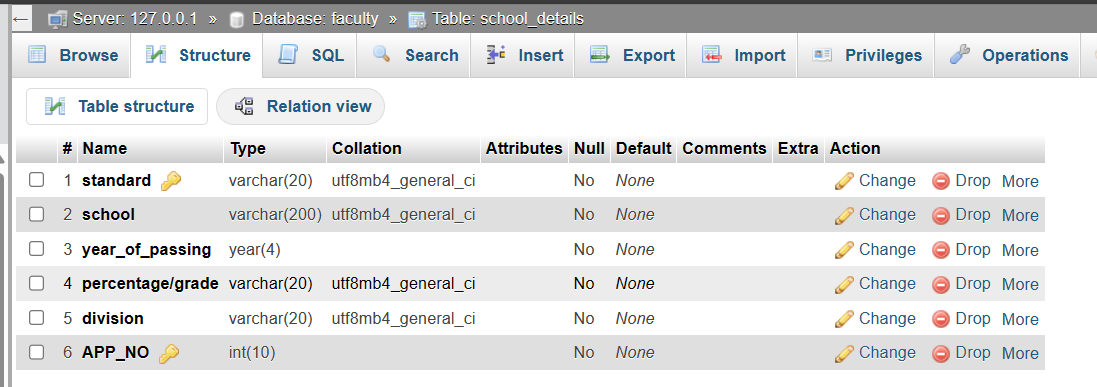 ← Server: 127.0.0.1 » Database: faculty » Table: school_details
Browse Structure SQL Search Insert Export Import Privileges Operations
Table structure Relation view
# Name Type Collation Attributes Null Default Comments Extra Action
1 standard varchar(20) utf8mb4_general_ci No None Change Drop More
2 school varchar(200) utf8mb4_general_ci No None Change Drop More
3 year_of_passing year(4) No None Change Drop More
4 percentage/grade varchar(20) utf8mb4_general_ci No None Change Drop More
5 division varchar(20) utf8mb4_general_ci No None Change Drop More
6 APP_NO int(10) No None Change Drop More